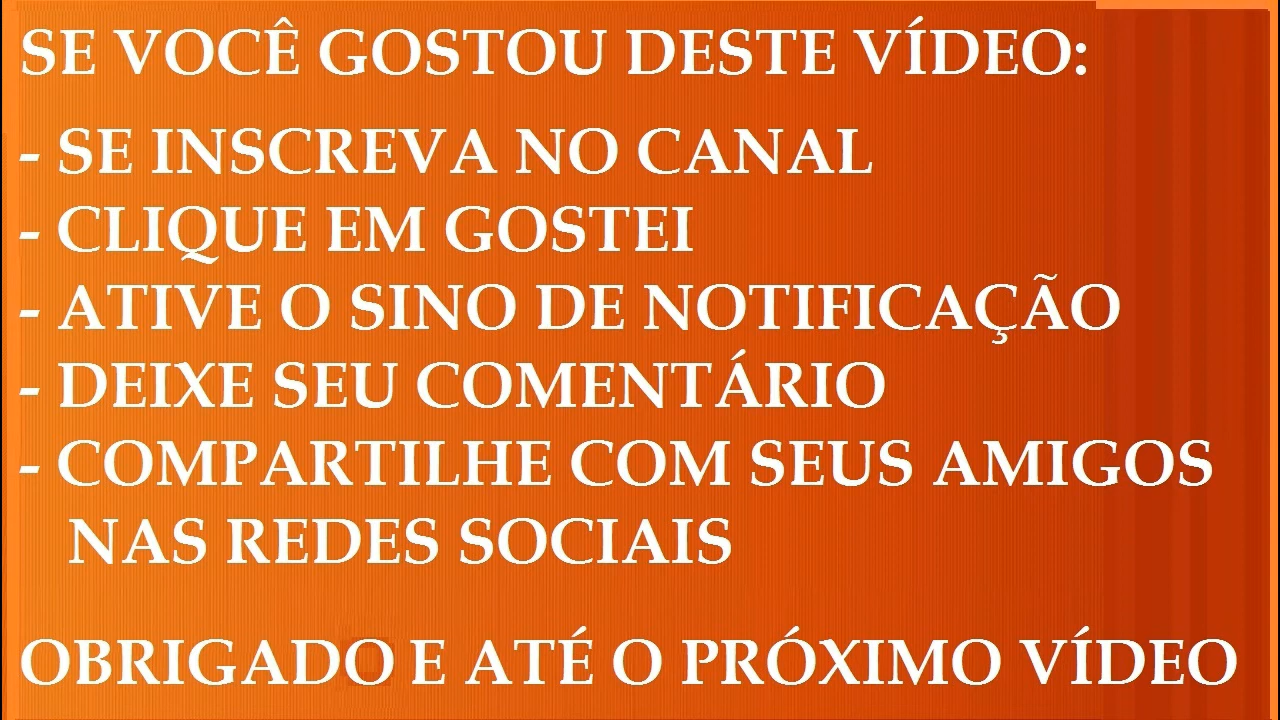 SE VOCÊ GOSTOU DESTE VÍDEO:
- SE INSCREVA NO CANAL
- CLIQUE EM GOSTEI
- ATIVE O SINO DE NOTIFICAÇÃO
- DEIXE SEU COMENTÁRIO
- COMPARTILHE COM SEUS AMIGOS
NAS REDES SOCIAIS
OBRIGADO E ATÉ O PRÓXIMO VÍDEO